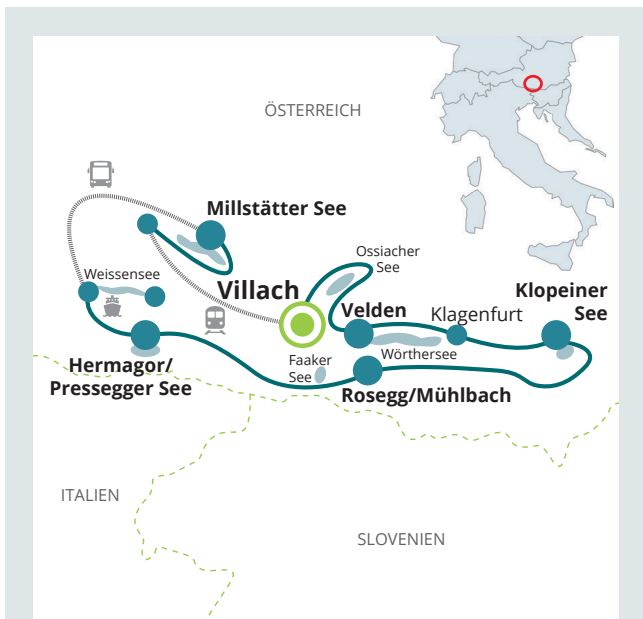 ÖSTERREICH
Millstätter See
Ossiacher
See
Weissensee
Villach
Velden
Klagenfurt
Klopeiner
See
Wörthersee
Faaker
See
Hermagor/
Pressegger See
Rosegg/Mühlbach
ITALIEN
SLOVENIEN